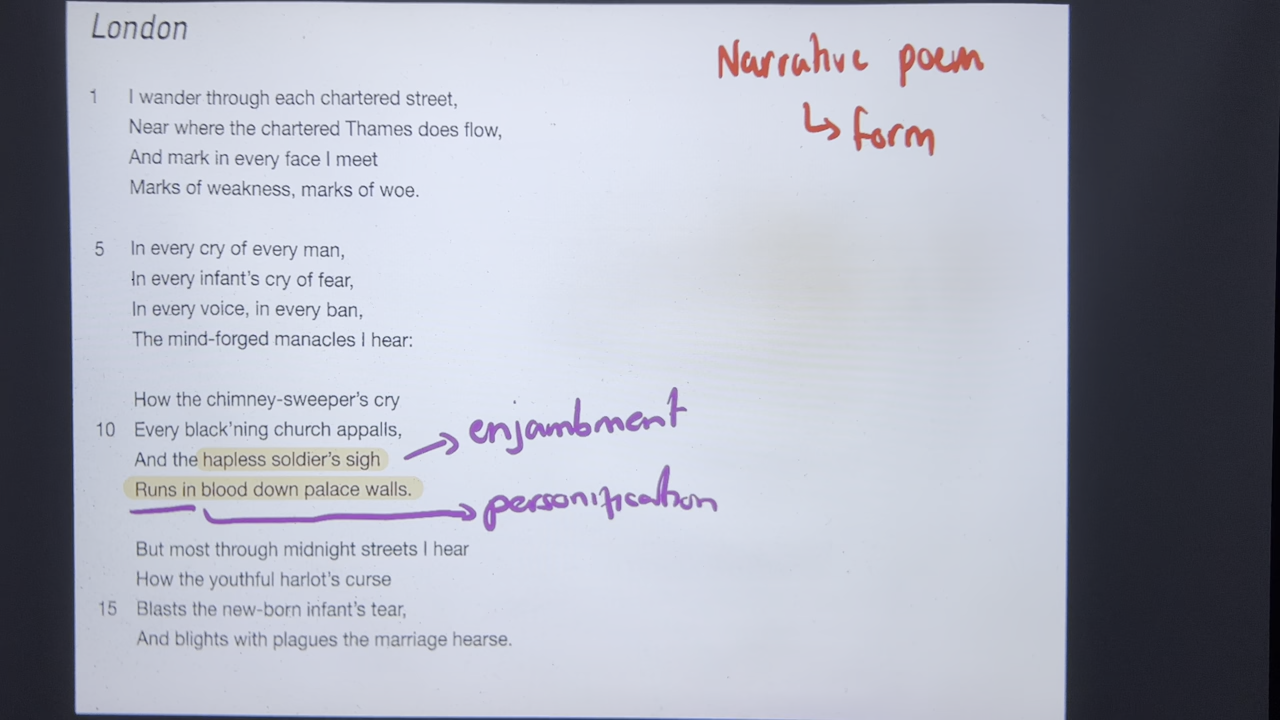 London
Narrative poem
↳ form
1 I wander through each chartered street,
Near where the chartered Thames does flow,
And mark in every face I meet
Marks of weakness, marks of woe.
5 In every cry of every man,
In every infant's cry of fear,
In every voice, in every ban,
The mind-forged manacles I hear:
How the chimney-sweeper's cry
10 Every black'ning church appalls,
And the hapless soldier's sigh
Runs in blood down palace walls.
enjambment
personification
But most through midnight streets I hear
How the youthful harlot's curse
15 Blasts the new-born infant's tear,
And blights with plagues the marriage hearse.